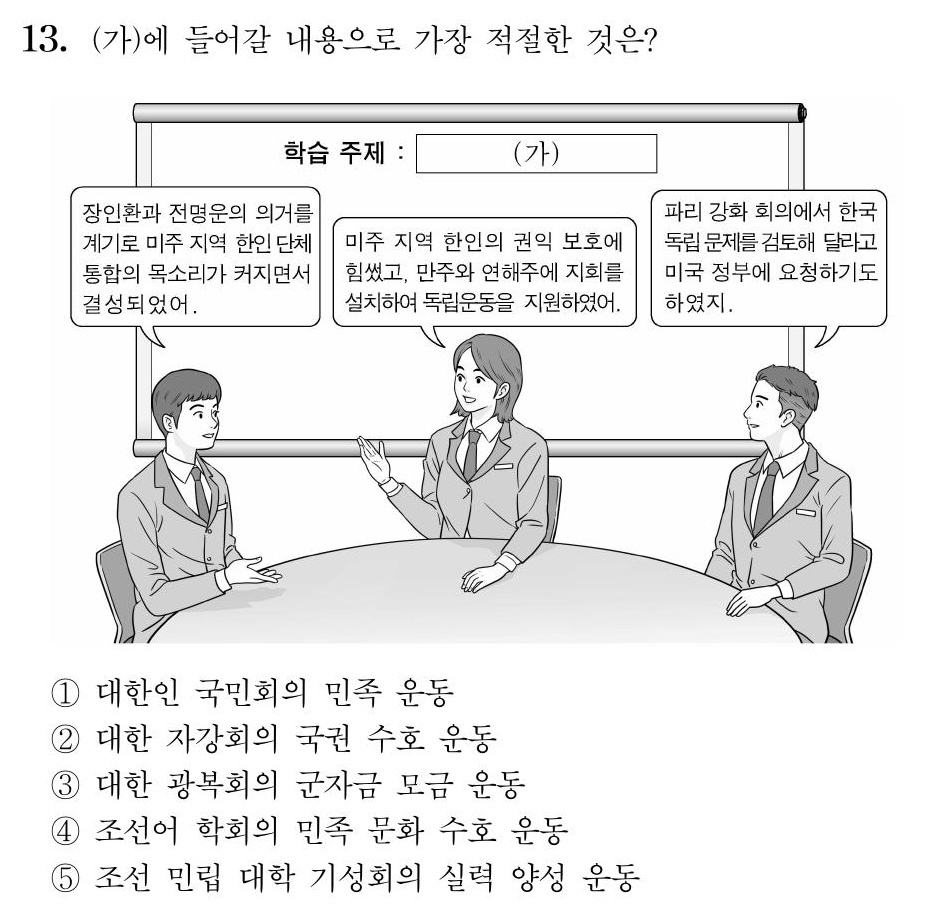 13. (가)에 들어갈 내용으로 가장 적절한 것은?
학습 주제 : (가)
장인환과 전명운의 의거를
계기로 미주 지역 한인 단체
통합의 목소리가 커지면서
결성되었어.
미주 지역 한인의 권익 보호에
힘썼고, 만주와 연해주에 지회를
설치하여 독립운동을 지원하였어.
파리 강화 회의에서 한국
독립 문제를 검토해 달라고
미국 정부에 요청하기도
하였지.
① 대한인 국민회의 민족 운동
② 대한 자강회의 국권 수호 운동
③ 대한 광복회의 군자금 모금 운동
④ 조선어 학회의 민족 문화 수호 운동
⑤ 조선 민립 대학 기성회의 실력 양성 운동